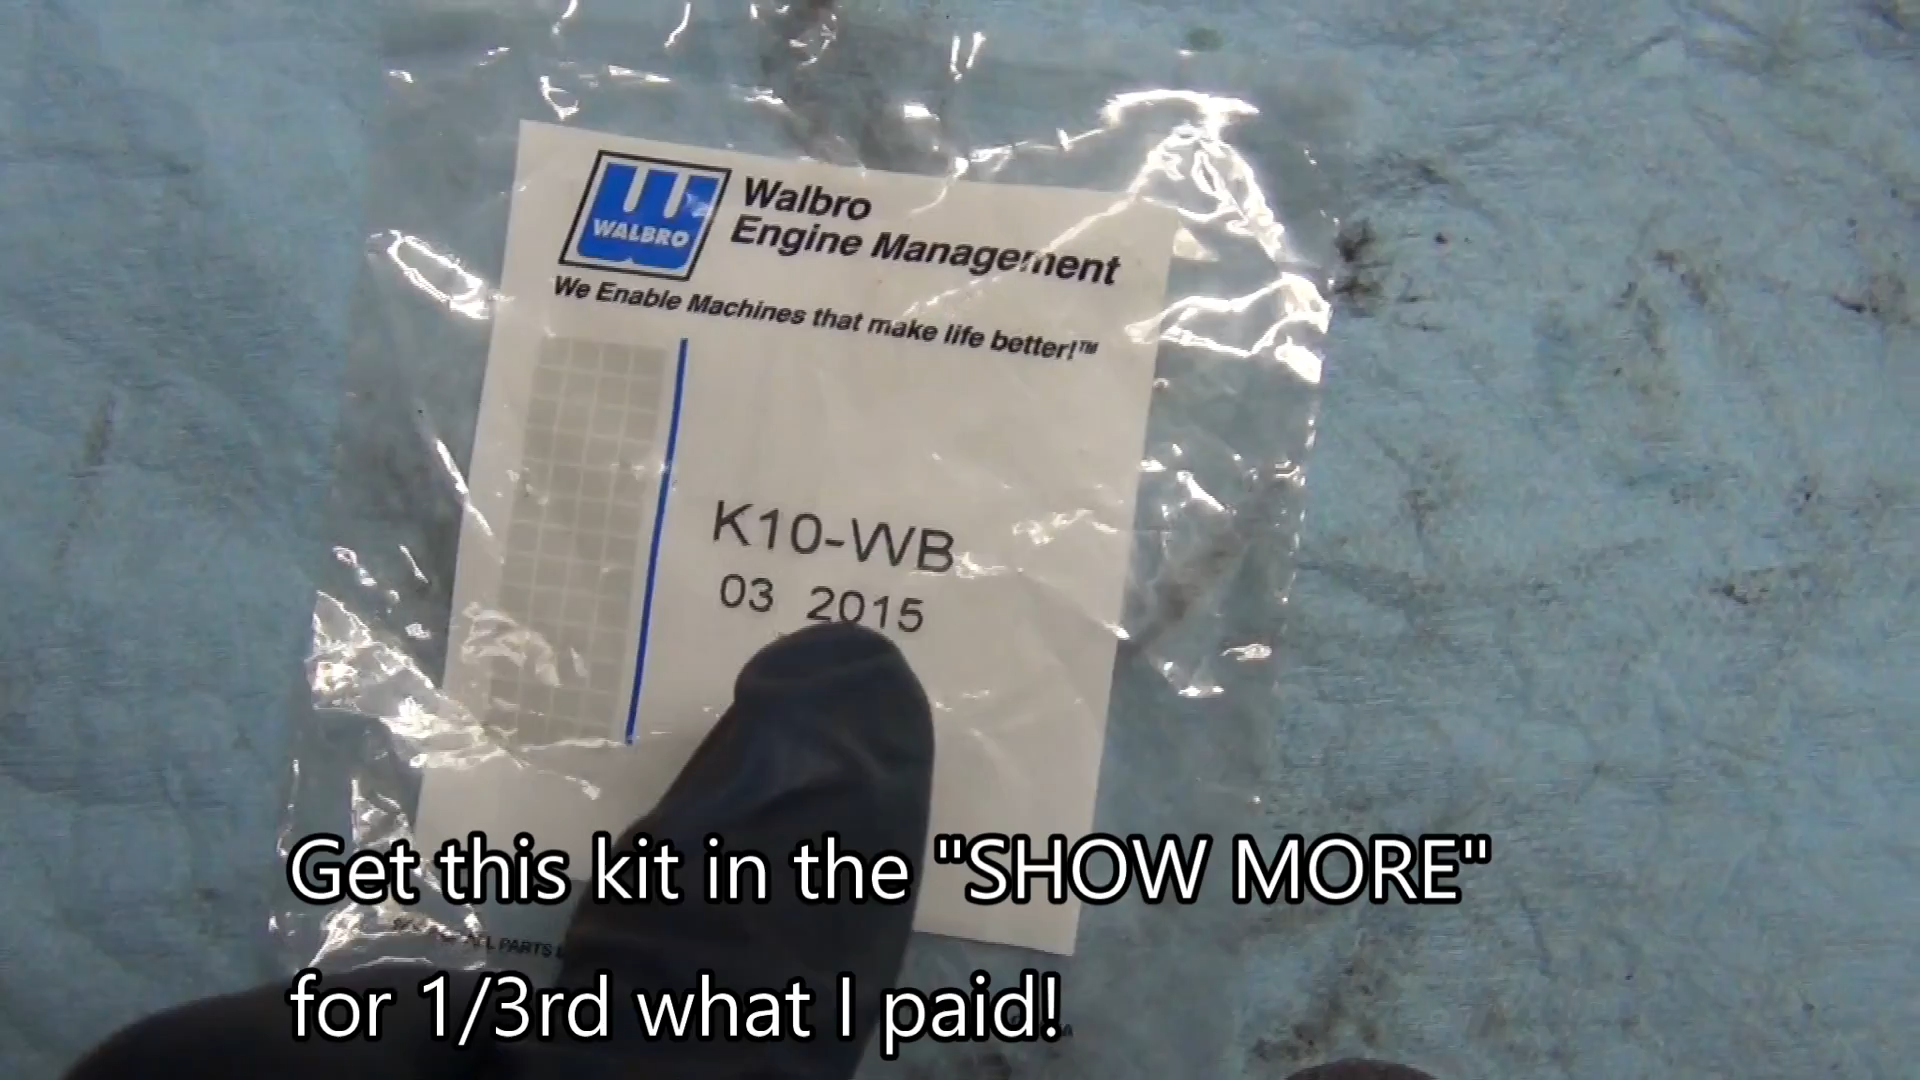 WALBRO
Walbro
Engine Management
We Enable Machines that make life better!™
K10-WB
03 2015
PARTS
Get this kit in the "SHOW MORE"
for 1/3rd what I paid!